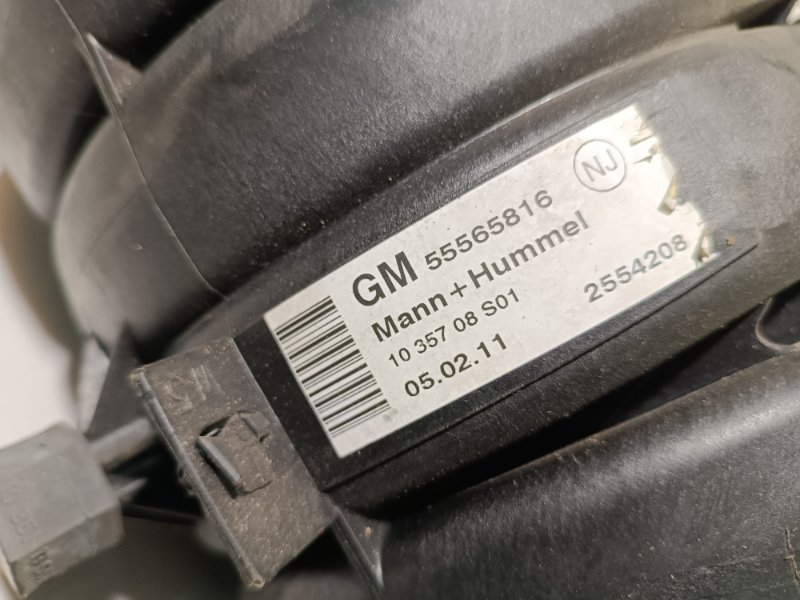 GM 55565816 NJ
Mann+Hummel
10 357 08 S01
05.02.11 2554208